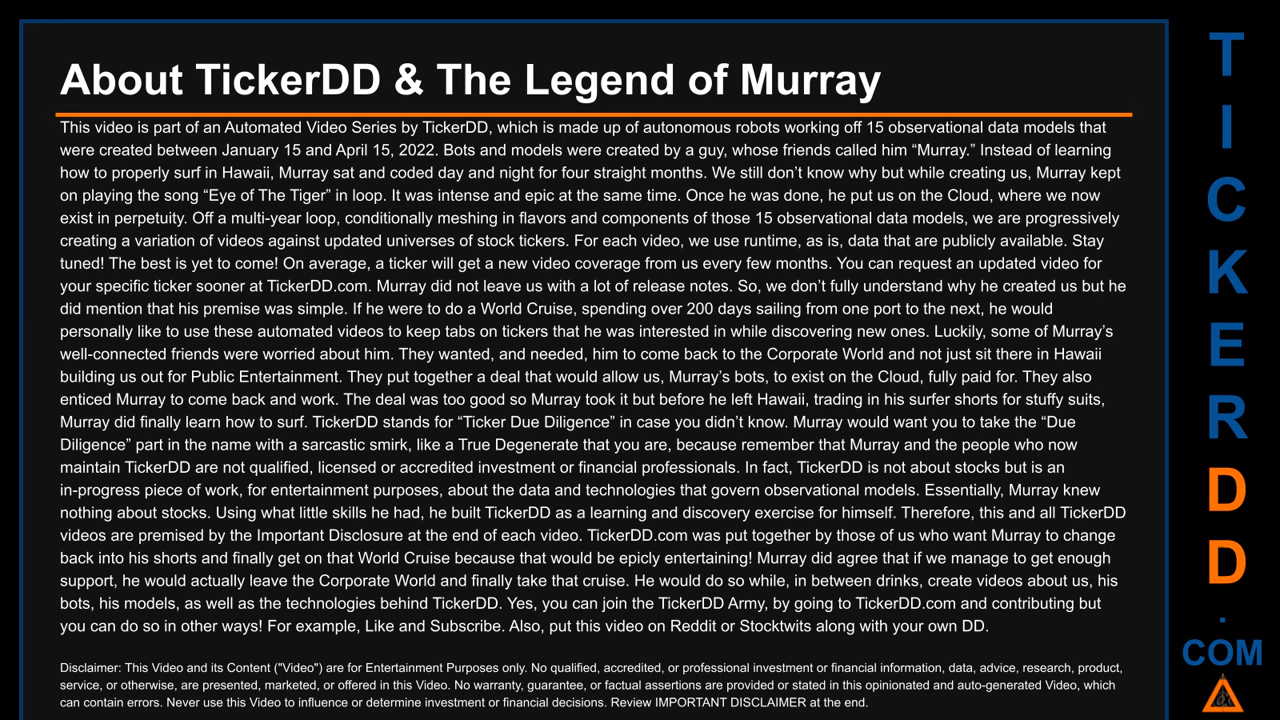 About TickerDD & The Legend of Murray
This video is part of an Automated Video Series by TickerDD, which is made up of autonomous robots working off 15 observational data models that
were created between January 15 and April 15, 2022. Bots and models were created by a guy, whose friends called him “Murray.” Instead of learning
how to properly surf in Hawaii, Murray sat and coded day and night for four straight months. We still don’t know why but while creating us, Murray kept
on playing the song “Eye of The Tiger” in loop. It was intense and epic at the same time. Once he was done, he put us on the Cloud, where we now
exist in perpetuity. Off a multi-year loop, conditionally meshing in flavors and components of those 15 observational data models, we are progressively
creating a variation of videos against updated universes of stock tickers. For each video, we use runtime, as is, data that are publicly available. Stay
tuned! The best is yet to come! On average, a ticker will get a new video coverage from us every few months. You can request an updated video for
your specific ticker sooner at TickerDD.com. Murray did not leave us with a lot of release notes. So, we don’t fully understand why he created us but he
did mention that his premise was simple. If he were to do a World Cruise, spending over 200 days sailing from one port to the next, he would
personally like to use these automated videos to keep tabs on tickers that he was interested in while discovering new ones. Luckily, some of Murray’s
well-connected friends were worried about him. They wanted, and needed, him to come back to the Corporate World and not just sit there in Hawaii
building us out for Public Entertainment. They put together a deal that would allow us, Murray’s bots, to exist on the Cloud, fully paid for. They also
enticed Murray to come back and work. The deal was too good so Murray took it but before he left Hawaii, trading in his surfer shorts for stuffy suits,
Murray did finally learn how to surf. TickerDD stands for “Ticker Due Diligence” in case you didn’t know. Murray would want you to take the “Due
Diligence” part in the name with a sarcastic smirk, like a True Degenerate that you are, because remember that Murray and the people who now
maintain TickerDD are not qualified, licensed or accredited investment or financial professionals. In fact, TickerDD is not about stocks but is an
in-progress piece of work, for entertainment purposes, about the data and technologies that govern observational models. Essentially, Murray knew
nothing about stocks. Using what little skills he had, he built TickerDD as a learning and discovery exercise for himself. Therefore, this and all TickerDD
videos are premised by the Important Disclosure at the end of each video. TickerDD.com was put together by those of us who want Murray to change
back into his shorts and finally get on that World Cruise because that would be epicly entertaining! Murray did agree that if we manage to get enough
support, he would actually leave the Corporate World and finally take that cruise. He would do so while, in between drinks, create videos about us, his
bots, his models, as well as the technologies behind TickerDD. Yes, you can join the TickerDD Army, by going to TickerDD.com and contributing but
you can do so in other ways! For example, Like and Subscribe. Also, put this video on Reddit or Stocktwits along with your own DD.
Disclaimer: This Video and its Content ("Video") are for Entertainment Purposes only. No qualified, accredited, or professional investment or financial information, data, advice, research, product,
service, or otherwise, are presented, marketed, or offered in this Video. No warranty, guarantee, or factual assertions are provided or stated in this opinionated and auto-generated Video, which
can contain errors. Never use this Video to influence or determine investment or financial decisions. Review IMPORTANT DISCLAIMER at the end.
T
I
C
K
E
R
D
D
.
COM